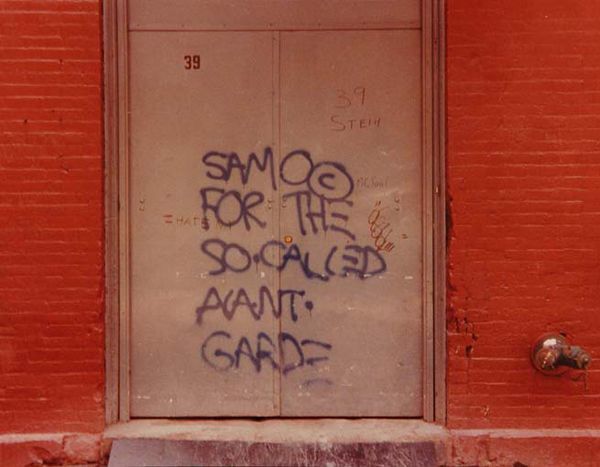 39
39
STEIN
SAMO©
FOR THE
SO·CALLED
AVANT·
GARDE